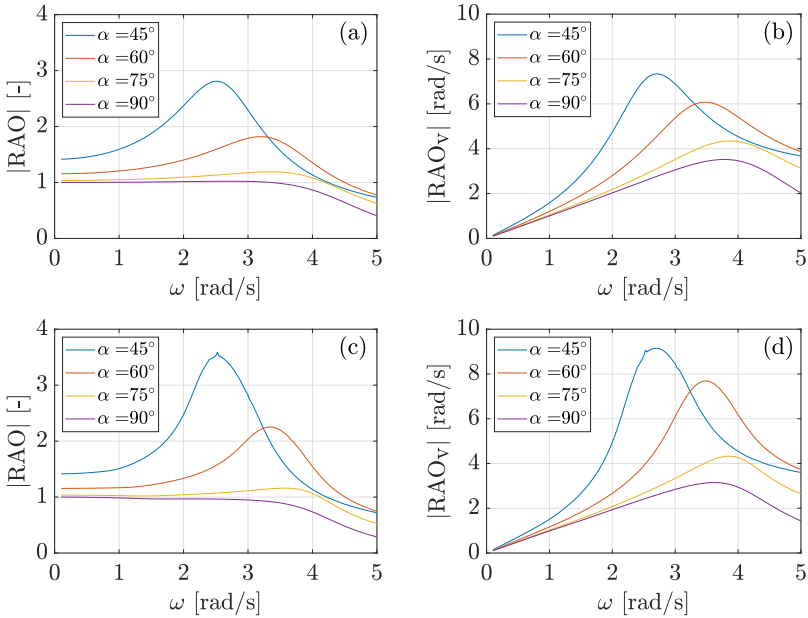 (a)
α =45°
α =60°
α =75°
α =90°
|RAO| [-]
4
3
2
1
0
0 1 2 3 4 5
ω [rad/s]
(b)
α =45°
α =60°
α =75°
α =90°
|RAO_V| [rad/s]
10
8
6
4
2
0
0 1 2 3 4 5
ω [rad/s]
(c)
α =45°
α =60°
α =75°
α =90°
|RAO| [-]
4
3
2
1
0
0 1 2 3 4 5
ω [rad/s]
(d)
α =45°
α =60°
α =75°
α =90°
|RAO_V| [rad/s]
10
8
6
4
2
0
0 1 2 3 4 5
ω [rad/s]